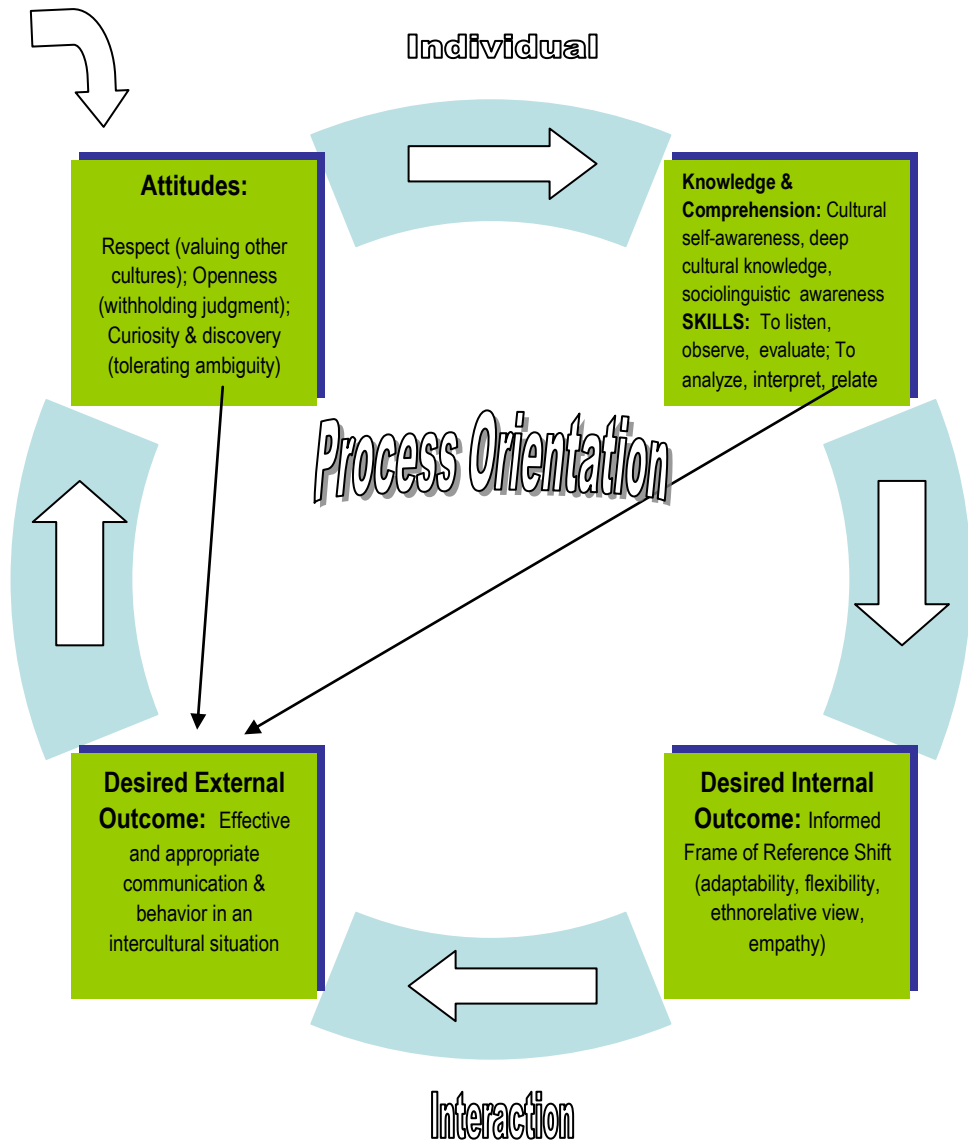 Individual
Attitudes:
Respect (valuing other
cultures); Openness
(withholding judgment);
Curiosity & discovery
(tolerating ambiguity)
Knowledge &
Comprehension: Cultural
self-awareness, deep
cultural knowledge,
sociolinguistic awareness
SKILLS: To listen,
observe, evaluate; To
analyze, interpret, relate
Process Orientation
Desired External
Outcome: Effective
and appropriate
communication &
behavior in an
intercultural situation
Desired Internal
Outcome: Informed
Frame of Reference Shift
(adaptability, flexibility,
ethnorelative view,
empathy)
Interaction